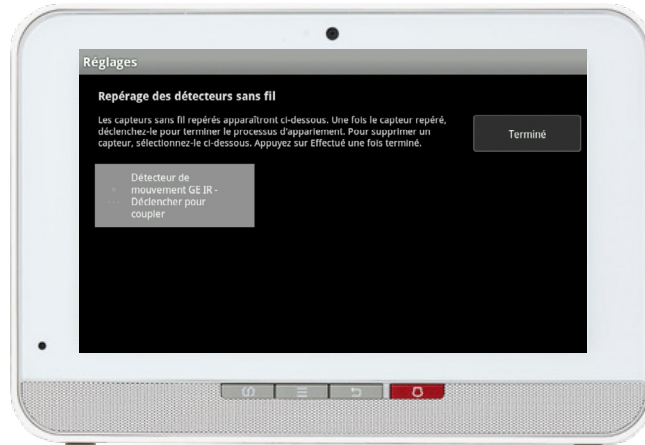 Réglages
Repérage des détecteurs sans fil
Les capteurs sans fil repérés apparaîtront ci-dessous. Une fois le capteur repéré,
déclenchez-le pour terminer le processus d'appariement. Pour supprimer un
capteur, sélectionnez-le ci-dessous. Appuyez sur Effectué une fois terminé.
Terminé
Détecteur de
mouvement GE IR -
Déclencher pour
coupler